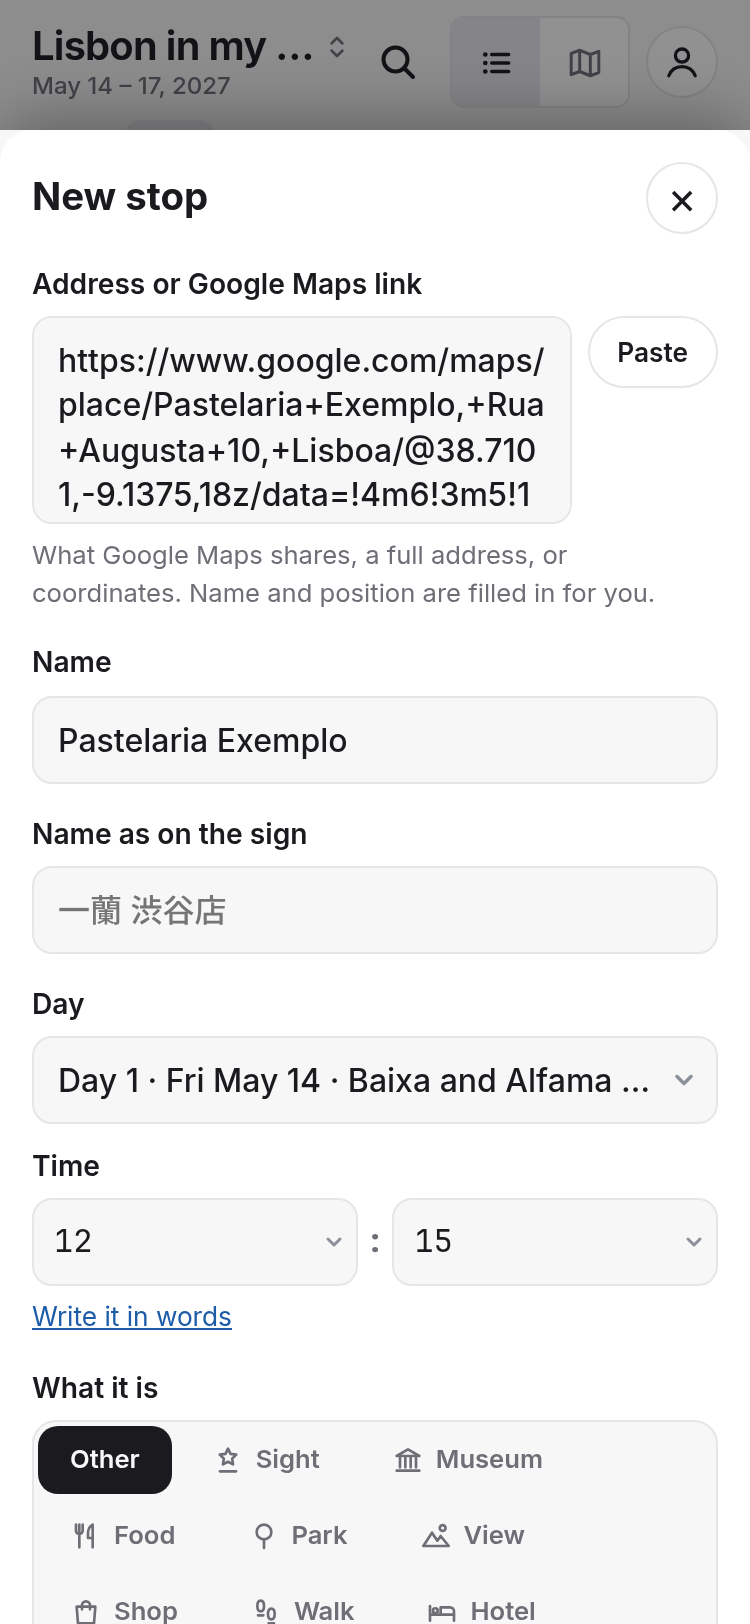 Lisbon in my ...
May 14 – 17, 2027
New stop
Address or Google Maps link
https://www.google.com/maps/
place/Pastelaria+Exemplo,+Rua
+Augusta+10,+Lisboa/@38.710
1,-9.1375,18z/data=!4m6!3m5!1
Paste
What Google Maps shares, a full address, or
coordinates. Name and position are filled in for you.
Name
Pastelaria Exemplo
Name as on the sign
一蘭 渋谷店
Day
Day 1 · Fri May 14 · Baixa and Alfama ...
Time
12 : 15
Write it in words
What it is
Other Sight Museum
Food Park View
Shop Walk Hotel